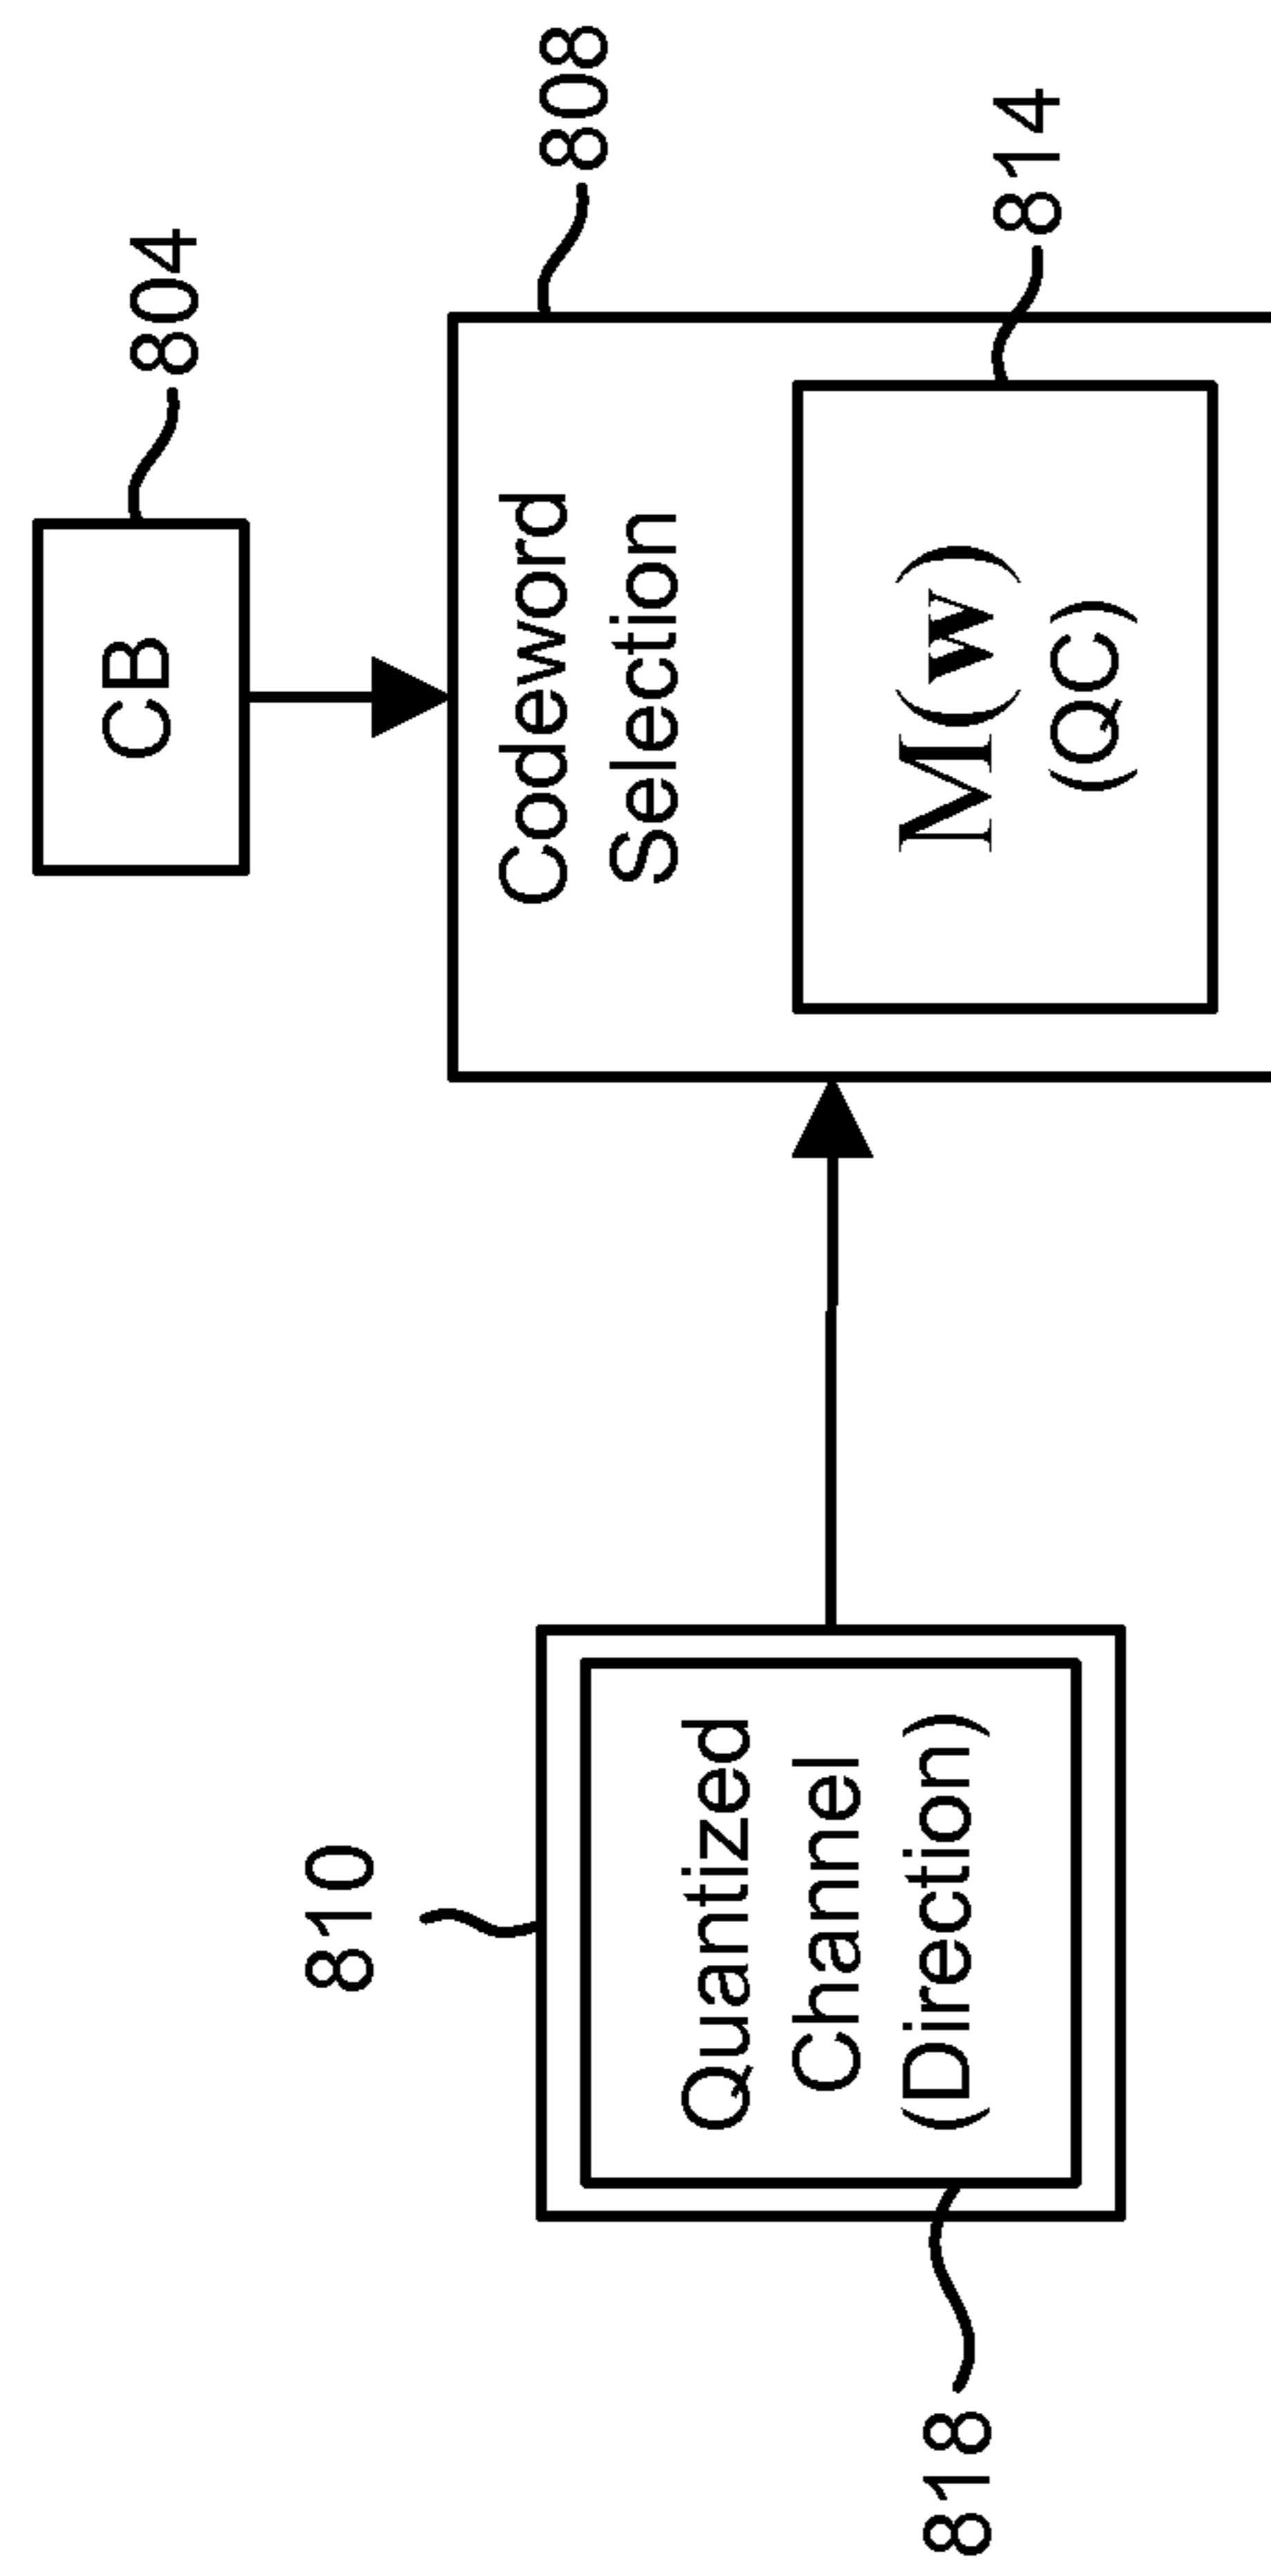 804
CB
808
Codeword
Selection
814
M(w)
(QC)
810
Quantized
Channel
(Direction)
818